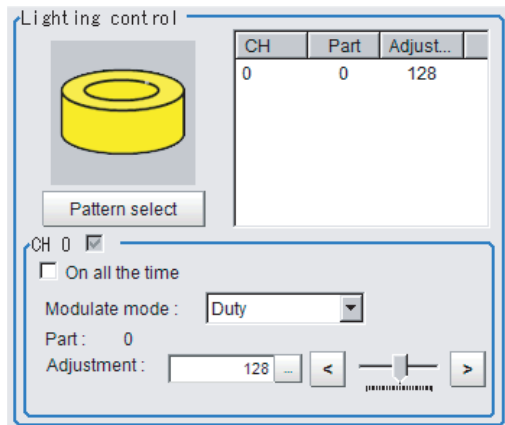 Lighting control
CH Part Adjust...
0 0 128
Pattern select
CH 0
On all the time
Modulate mode : Duty
Part : 0
Adjustment : 128 ... < >